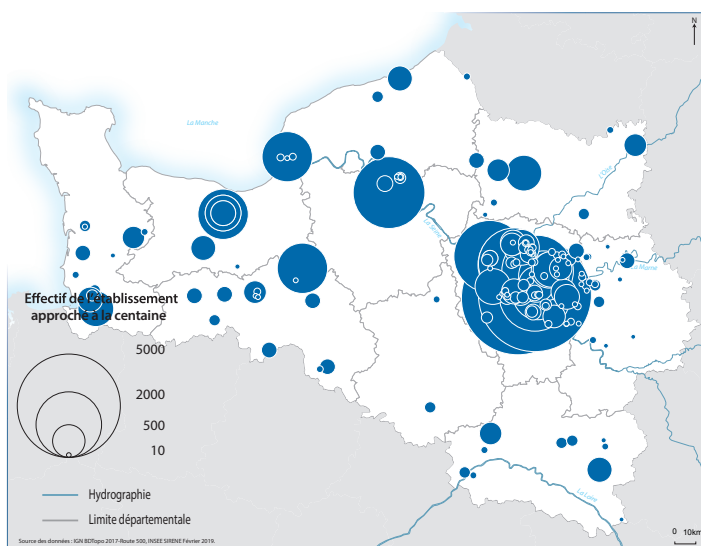 N
La Manche
l'Oise
La Seine
La Marne
Effectif de l'établissement
approché à la centaine
5000
2000
500
10
Hydrographie
Limite départementale
La Loire
0 10km
Source des données : IGN BDTopo 2017-Route 500, INSEE SIRENE Février 2019.